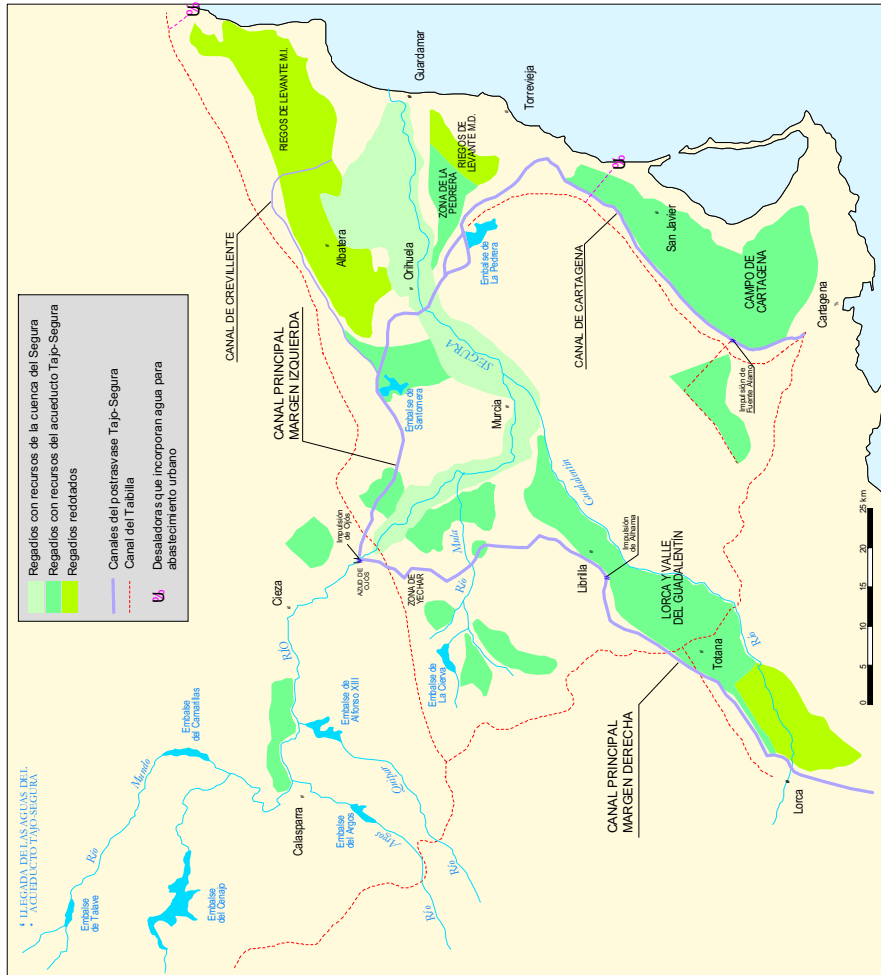 LLEGADA DE LAS AGUAS DEL
ACUEDUCTO TAJO-SEGURA
Regadíos con recursos de la cuenca del Segura
Regadíos con recursos del acueducto Tajo-Segura
Regadíos redotados
Canales del postrasvase Tajo-Segura
Canal del Taibilla
Desaladoras que incorporan agua para
abastecimiento urbano
Embalse
de Talave
Río
Mundo
Embalse
del Camarillas
Embalse
del Cenajo
Calasparra
Embalse
del Argos
Argos
Río
Quípar
Río
Embalse de
Alfonso XIII
RÍO
Cieza
AZUD DE
OJOS
Impulsión
de Ojós
ZONA DE
YECHAR
Río
Mula
Embalse de
La Cierva
CANAL PRINCIPAL
MARGEN IZQUIERDA
CANAL DE CREVILLENTE
RIEGOS DE LEVANTE M.I.
Albatera
Orihuela
Guardamar
Torrevieja
Embalse de
Santomera
SEGURA
Murcia
ZONA DE LA
PEDRERA
RIEGOS DE
LEVANTE M.D.
Embalse de
La Pedrera
CANAL DE CARTAGENA
San Javier
CAMPO DE
CARTAGENA
Cartagena
Impulsión de
Fuente Álamo
Guadalentín
Río
Librilla
Impulsión
de Alhama
LORCA Y VALLE
DEL GUADALENTÍN
Totana
CANAL PRINCIPAL
MARGEN DERECHA
Lorca
0 5 10 15 20 25 km